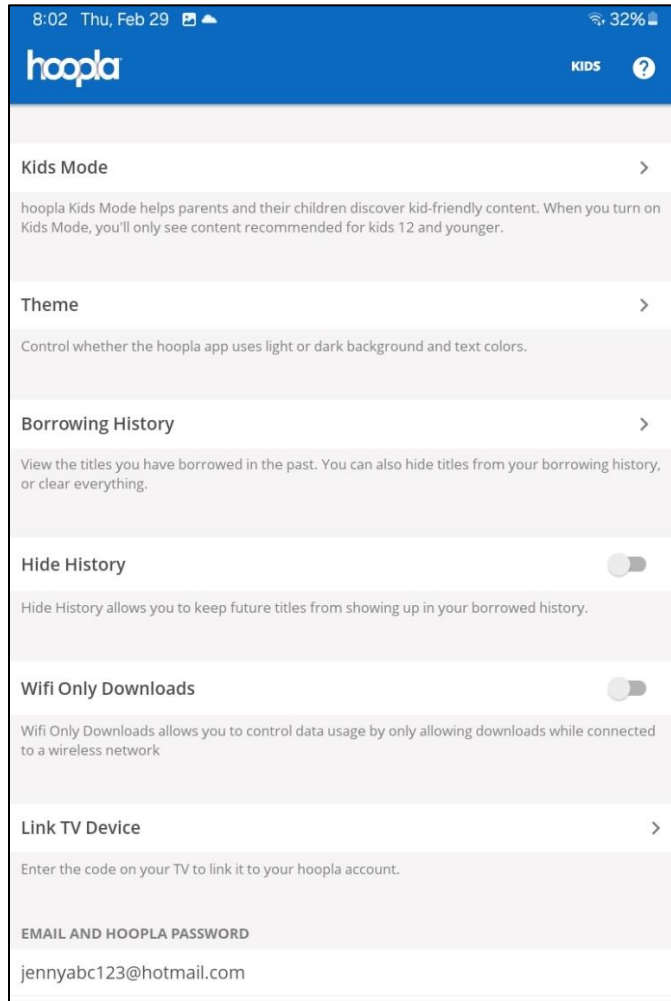 8:02 Thu, Feb 29 32%
hoopla
KIDS ?
Kids Mode
hoopla Kids Mode helps parents and their children discover kid-friendly content. When you turn on
Kids Mode, you'll only see content recommended for kids 12 and younger.
Theme
Control whether the hoopla app uses light or dark background and text colors.
Borrowing History
View the titles you have borrowed in the past. You can also hide titles from your borrowing history,
or clear everything.
Hide History
Hide History allows you to keep future titles from showing up in your borrowed history.
Wifi Only Downloads
Wifi Only Downloads allows you to control data usage by only allowing downloads while connected
to a wireless network
Link TV Device
Enter the code on your TV to link it to your hoopla account.
EMAIL AND HOOPLA PASSWORD
jennyabc123@hotmail.com